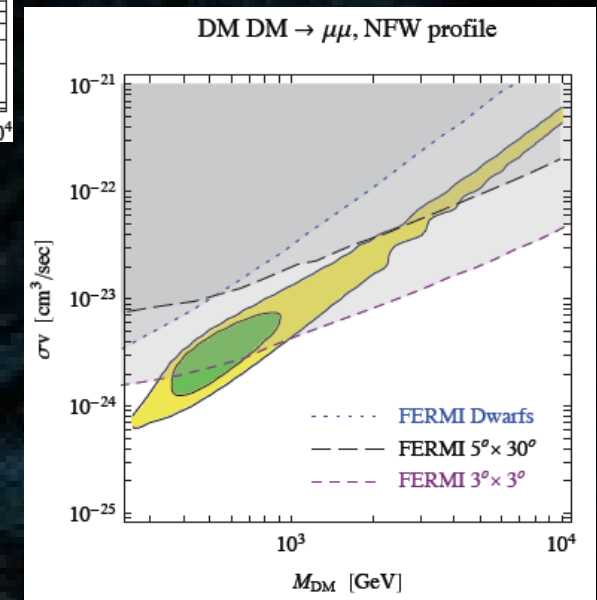 DM DM → μμ, NFW profile
10⁻²¹
10⁻²²
10⁻²³
10⁻²⁴
10⁻²⁵
σv [cm³/sec]
FERMI Dwarfs
FERMI 5°× 30°
FERMI 3°× 3°
10³
10⁴
M_DM [GeV]
0⁴